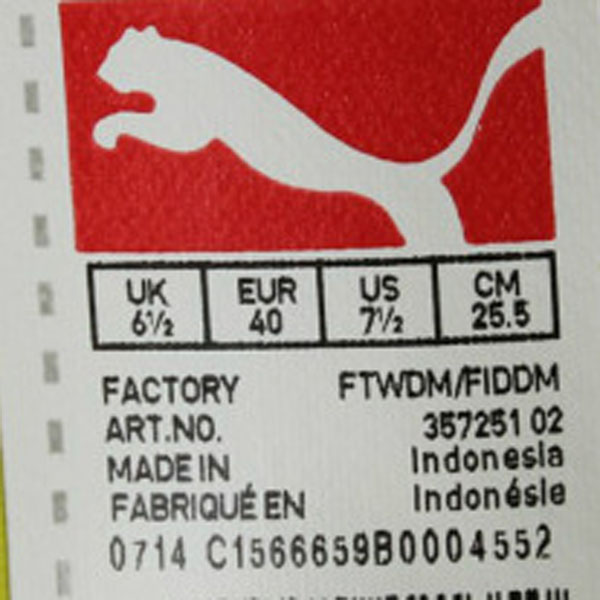 UK EUR US CM
6½ 40 7½ 25.5
FACTORY FTWDM/FIDDM
ART.NO. 357251 02
MADE IN Indonesia
FABRIQUÉ EN Indonésie
0714 C1566659B0004552